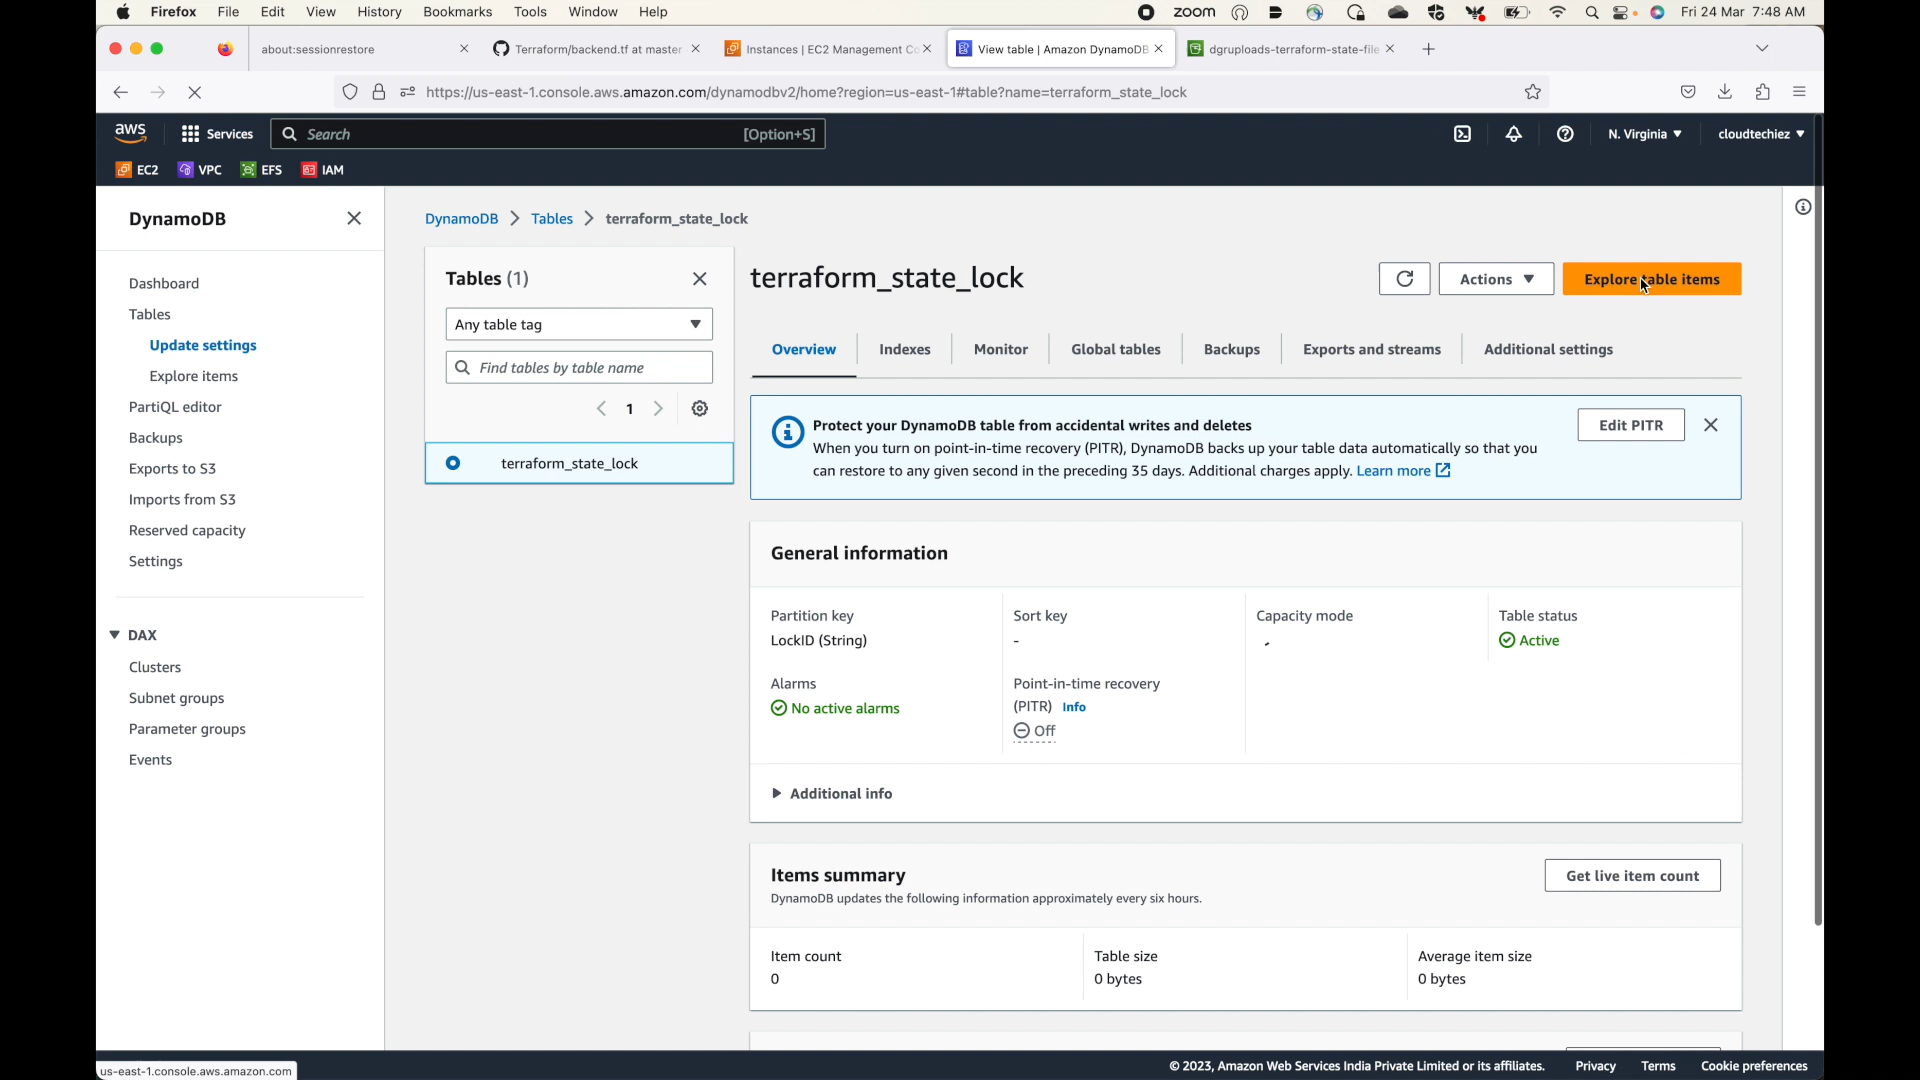 Firefox File Edit View History Bookmarks Tools Window Help zoom Fri 24 Mar 7:48 AM
about:sessionrestore Terraform/backend.tf at master Instances | EC2 Management Co View table | Amazon DynamoDB dgruploads-terraform-state-file
https://us-east-1.console.aws.amazon.com/dynamodbv2/home?region=us-east-1#table?name=terraform_state_lock
aws Services Search [Option+S] N. Virginia cloudtechiez
EC2 VPC EFS IAM
DynamoDB
Dashboard
Tables
Update settings
Explore items
PartiQL editor
Backups
Exports to S3
Imports from S3
Reserved capacity
Settings
DAX
Clusters
Subnet groups
Parameter groups
Events
DynamoDB > Tables > terraform_state_lock
Tables (1)
Any table tag
Find tables by table name
1
terraform_state_lock
terraform_state_lock
Actions
Explore table items
Overview Indexes Monitor Global tables Backups Exports and streams Additional settings
Protect your DynamoDB table from accidental writes and deletes
When you turn on point-in-time recovery (PITR), DynamoDB backs up your table data automatically so that you
can restore to any given second in the preceding 35 days. Additional charges apply. Learn more
Edit PITR
General information
Partition key
LockID (String)
Sort key
-
Capacity mode
Table status
Active
Alarms
No active alarms
Point-in-time recovery
(PITR) Info
Off
Additional info
Items summary
DynamoDB updates the following information approximately every six hours.
Get live item count
Item count
0
Table size
0 bytes
Average item size
0 bytes
us-east-1.console.aws.amazon.com
© 2023, Amazon Web Services India Private Limited or its affiliates. Privacy Terms Cookie preferences